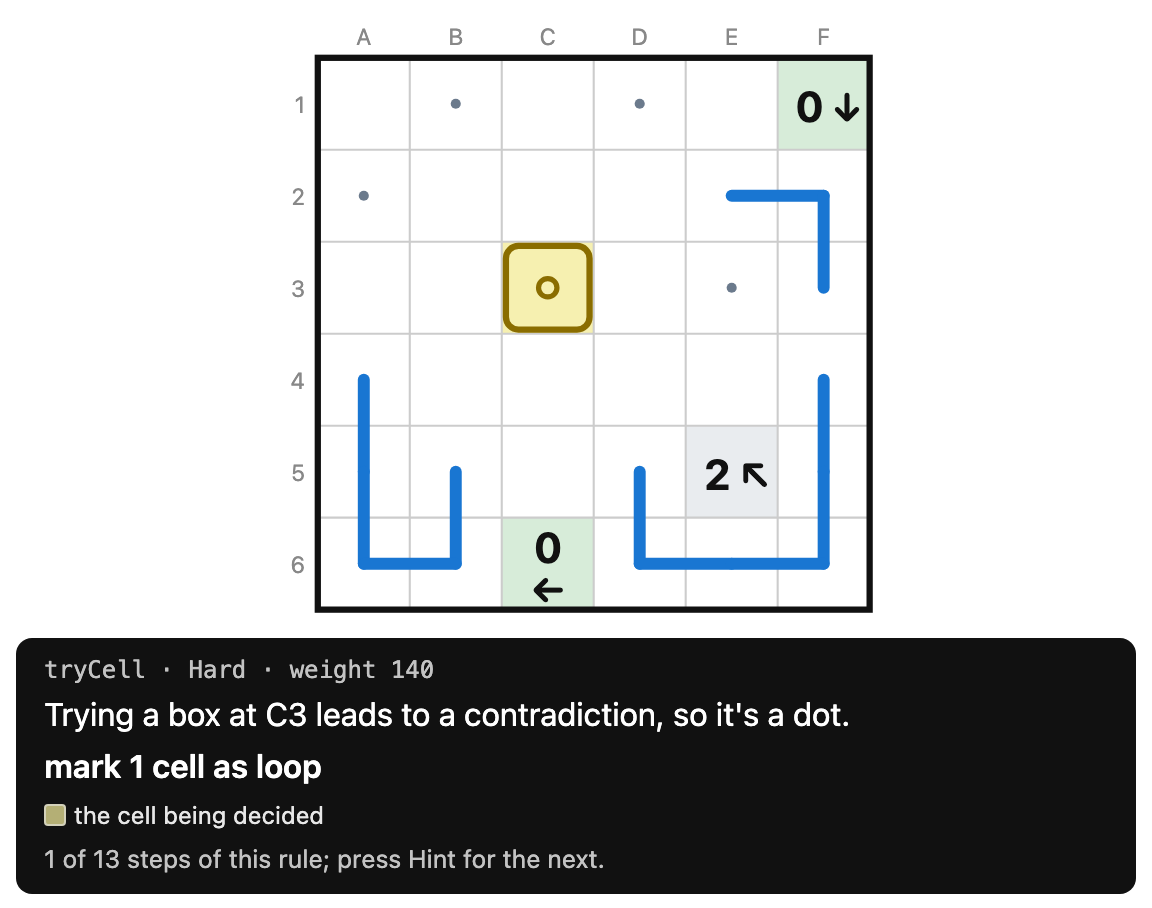 A B C D E F
1 0 ↓
2
3
4
5 2 ↖
6 0
←
tryCell · Hard · weight 140
Trying a box at C3 leads to a contradiction, so it's a dot.
mark 1 cell as loop
the cell being decided
1 of 13 steps of this rule; press Hint for the next.